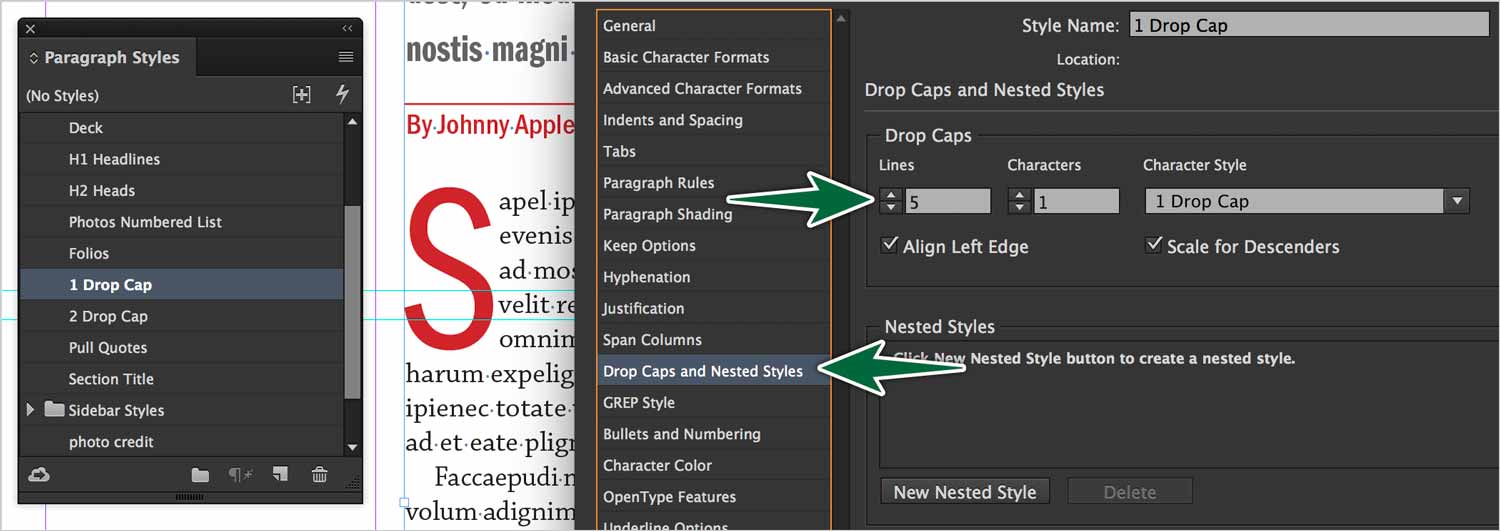 Paragraph Styles
(No Styles)
Deck
H1 Headlines
H2 Heads
Photos Numbered List
Folios
1 Drop Cap
2 Drop Cap
Pull Quotes
Section Title
Sidebar Styles
photo credit
nostis·magni·
By·Johnny·Apple
Sapel·ip
evenis
ad·mos
velit·re
omnim
harum·expelig
ipienec·totate·
ad·et·eate·plign
Faccaepudi·n
volum·adignim
General
Basic Character Formats
Advanced Character Formats
Indents and Spacing
Tabs
Paragraph Rules
Paragraph Shading
Keep Options
Hyphenation
Justification
Span Columns
Drop Caps and Nested Styles
GREP Style
Bullets and Numbering
Character Color
OpenType Features
Underline Options
Style Name: 1 Drop Cap
Location:
Drop Caps and Nested Styles
Drop Caps
Lines Characters Character Style
5 1 1 Drop Cap
Align Left Edge Scale for Descenders
Nested Styles
Click New Nested Style button to create a nested style.
New Nested Style Delete